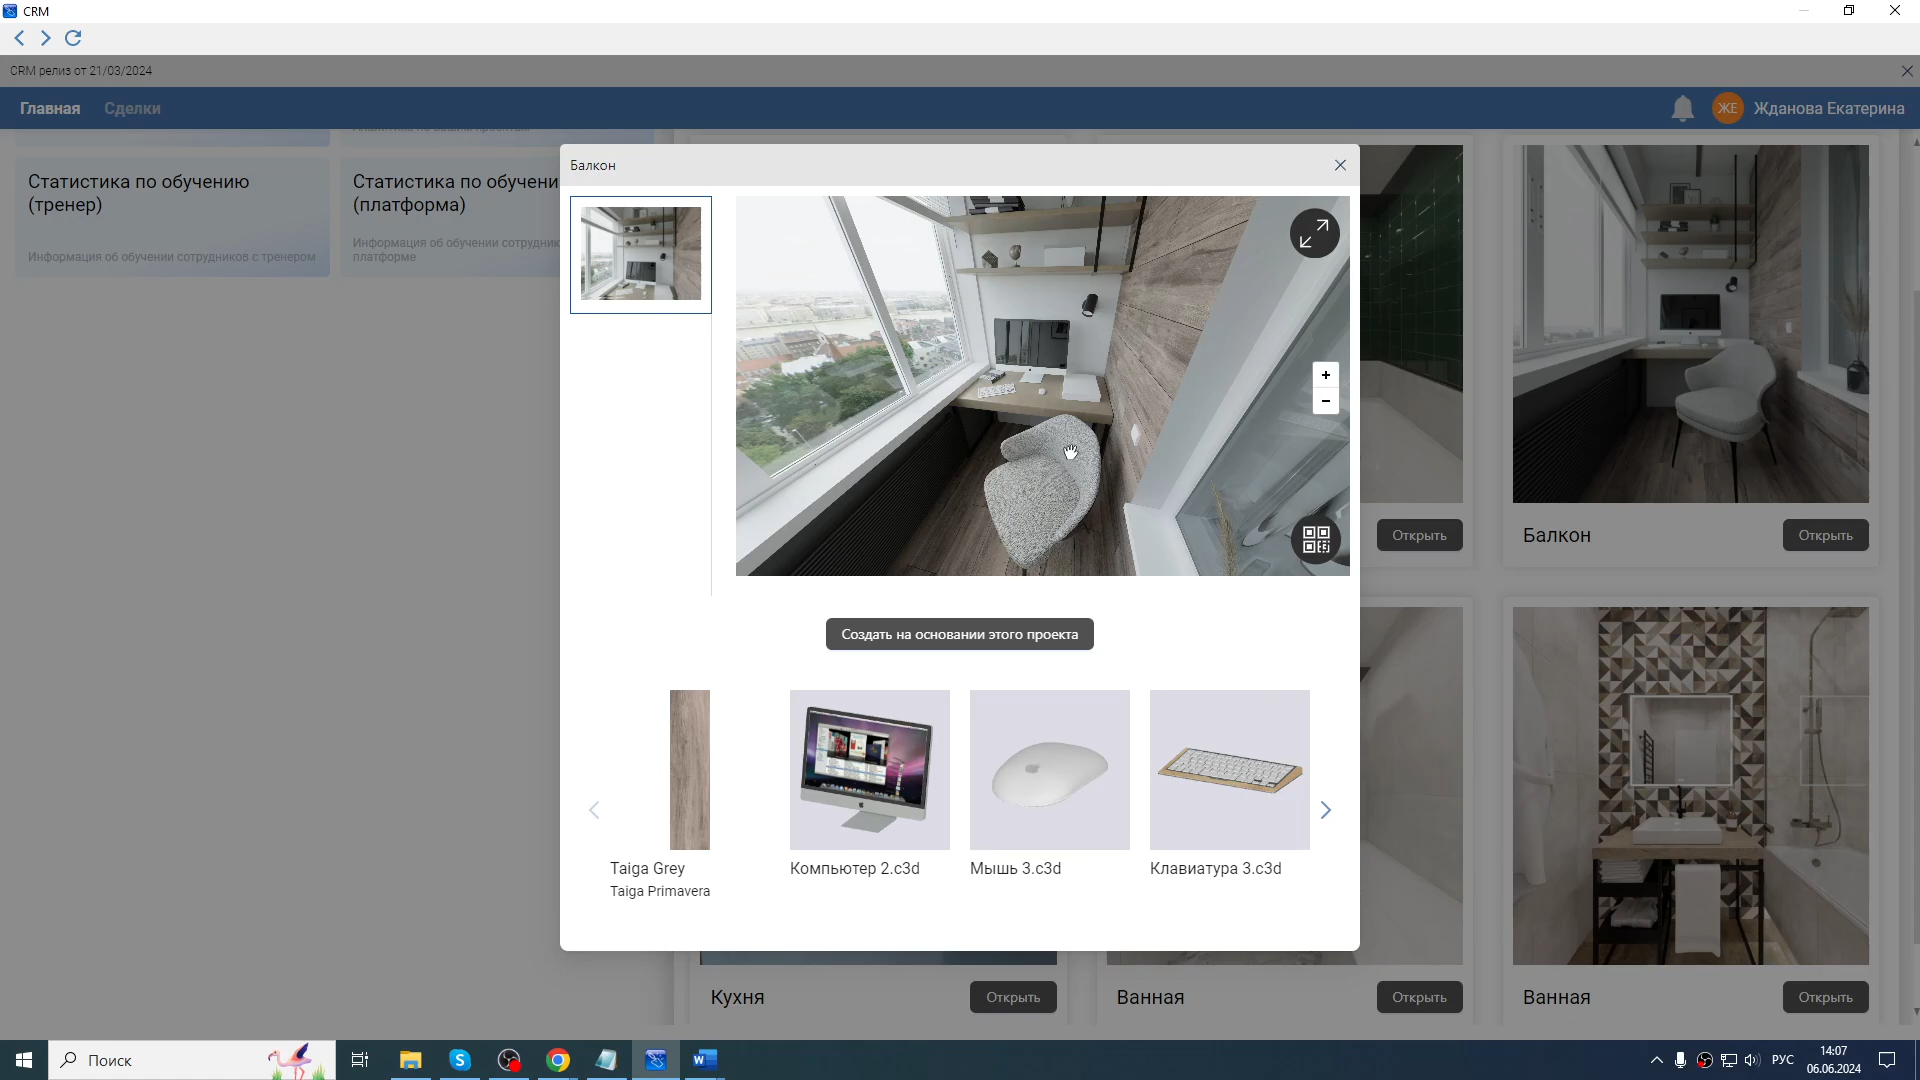 CRM
CRM релиз от 21/03/2024
Главная
Сделки
ЖЕ
Жданова Екатерина
Статистика по обучению
(тренер)
Информация об обучении сотрудников с тренером
Статистика по обучени
(платформа)
Информация об обучении сотрудник
платформе
Балкон
+
-
Создать на основании этого проекта
Taiga Grey
Taiga Primavera
Компьютер 2.c3d
Мышь 3.c3d
Клавиатура 3.c3d
Открыть
Балкон
Открыть
Кухня
Открыть
Ванная
Открыть
Ванная
Открыть
Поиск
РУС
14:07
06.06.2024